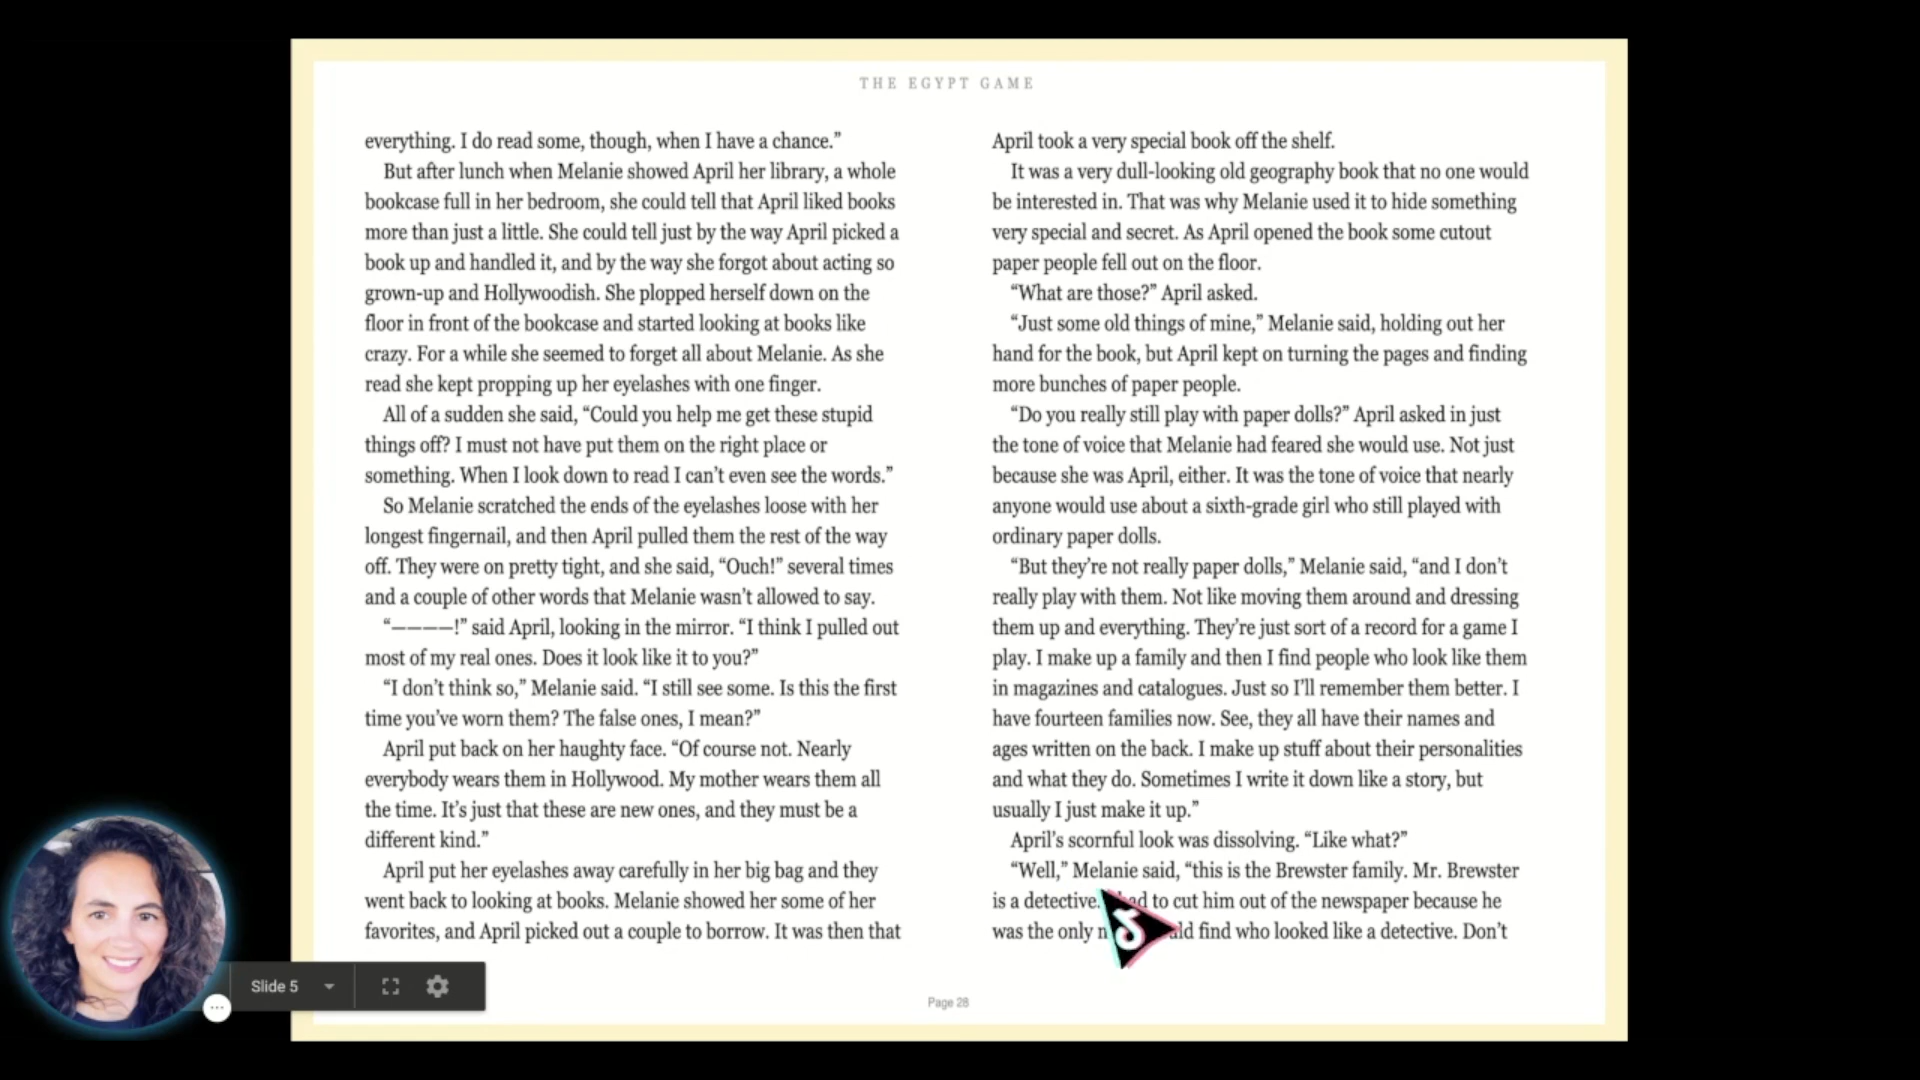 THE EGYPT GAME
everything. I do read some, though, when I have a chance.”
But after lunch when Melanie showed April her library, a whole
bookcase full in her bedroom, she could tell that April liked books
more than just a little. She could tell just by the way April picked a
book up and handled it, and by the way she forgot about acting so
grown-up and Hollywoodish. She plopped herself down on the
floor in front of the bookcase and started looking at books like
crazy. For a while she seemed to forget all about Melanie. As she
read she kept propping up her eyelashes with one finger.
All of a sudden she said, “Could you help me get these stupid
things off? I must not have put them on the right place or
something. When I look down to read I can’t even see the words.”
So Melanie scratched the ends of the eyelashes loose with her
longest fingernail, and then April pulled them the rest of the way
off. They were on pretty tight, and she said, “Ouch!” several times
and a couple of other words that Melanie wasn’t allowed to say.
“————!” said April, looking in the mirror. “I think I pulled out
most of my real ones. Does it look like it to you?”
“I don’t think so,” Melanie said. “I still see some. Is this the first
time you’ve worn them? The false ones, I mean?”
April put back on her haughty face. “Of course not. Nearly
everybody wears them in Hollywood. My mother wears them all
the time. It’s just that these are new ones, and they must be a
different kind.”
April put her eyelashes away carefully in her big bag and they
went back to looking at books. Melanie showed her some of her
favorites, and April picked out a couple to borrow. It was then that
April took a very special book off the shelf.
It was a very dull-looking old geography book that no one would
be interested in. That was why Melanie used it to hide something
very special and secret. As April opened the book some cutout
paper people fell out on the floor.
“What are those?” April asked.
“Just some old things of mine,” Melanie said, holding out her
hand for the book, but April kept on turning the pages and finding
more bunches of paper people.
“Do you really still play with paper dolls?” April asked in just
the tone of voice that Melanie had feared she would use. Not just
because she was April, either. It was the tone of voice that nearly
anyone would use about a sixth-grade girl who still played with
ordinary paper dolls.
“But they’re not really paper dolls,” Melanie said, “and I don’t
really play with them. Not like moving them around and dressing
them up and everything. They’re just sort of a record for a game I
play. I make up a family and then I find people who look like them
in magazines and catalogues. Just so I’ll remember them better. I
have fourteen families now. See, they all have their names and
ages written on the back. I make up stuff about their personalities
and what they do. Sometimes I write it down like a story, but
usually I just make it up.”
April’s scornful look was dissolving. “Like what?”
“Well,” Melanie said, “this is the Brewster family. Mr. Brewster
is a detective. to cut him out of the newspaper because he
was the only find who looked like a detective. Don’t
Page 28
Slide 5